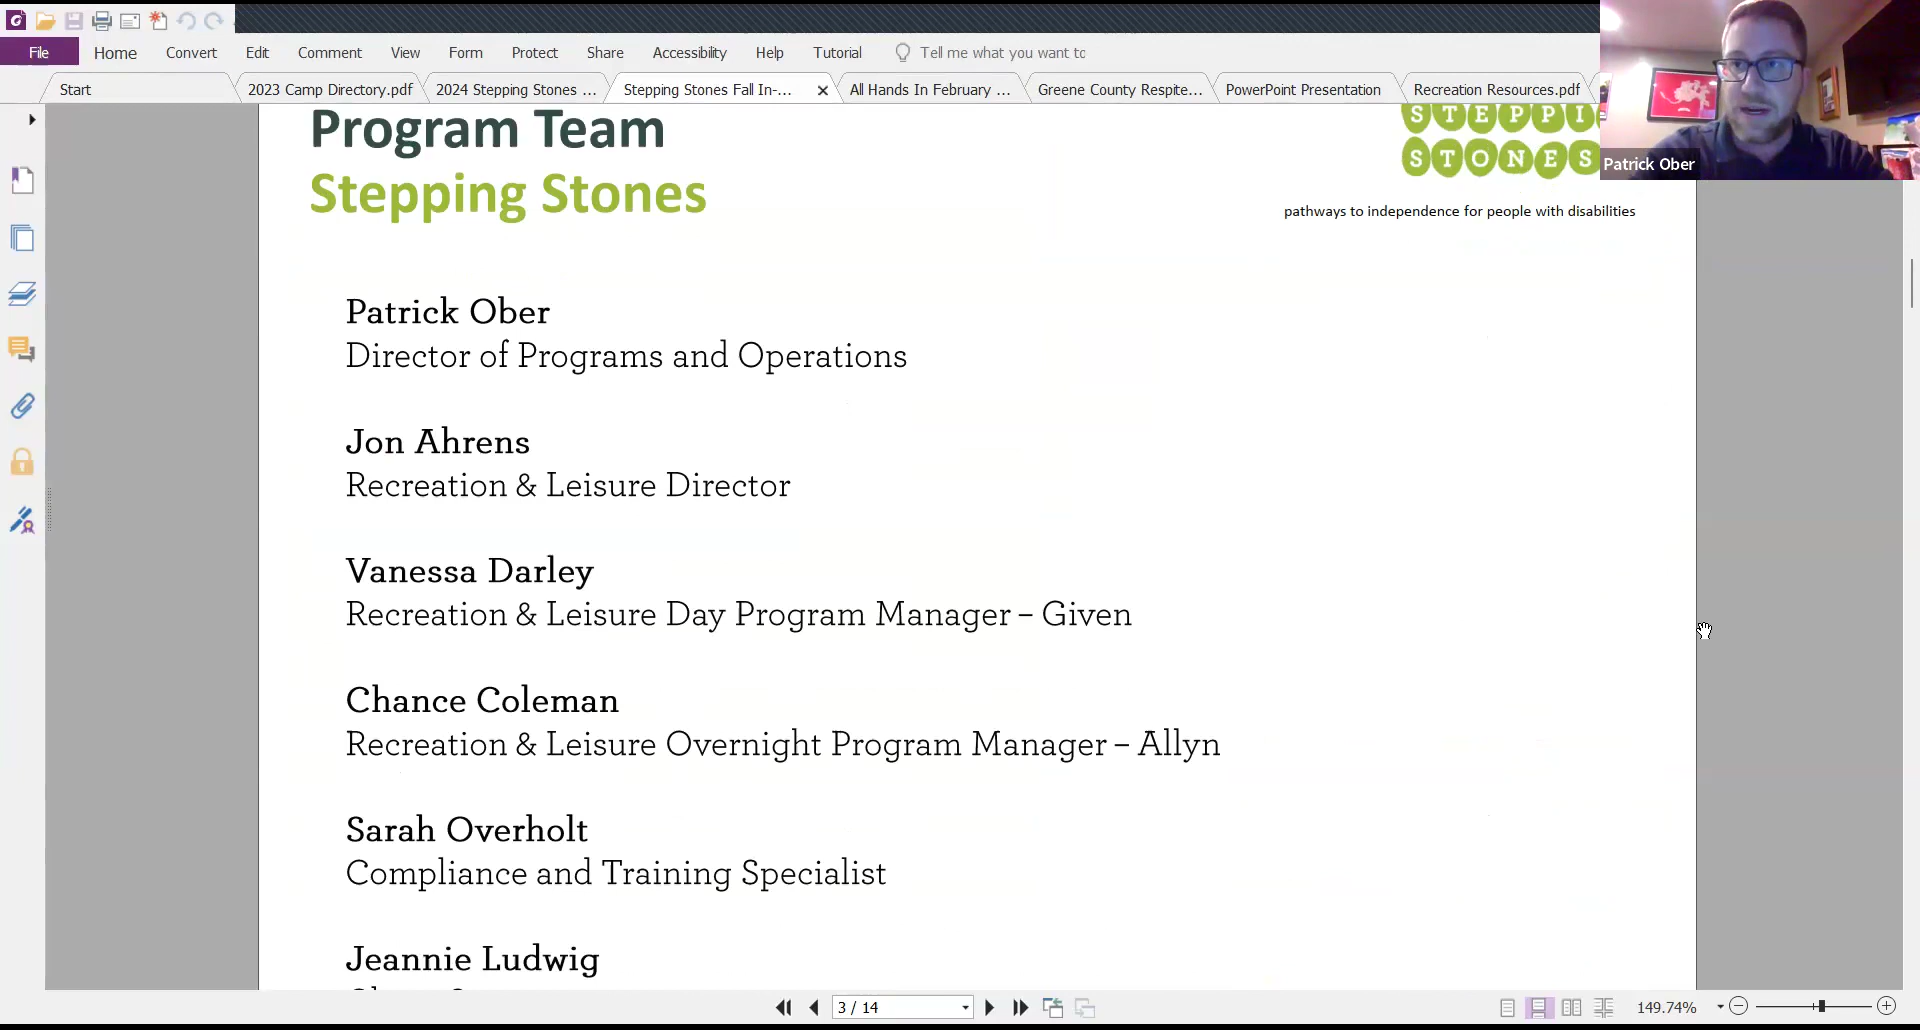 File Home Convert Edit Comment View Form Protect Share Accessibility Help Tutorial Tell me what you want to
Start 2023 Camp Directory.pdf 2024 Stepping Stones ... Stepping Stones Fall In-... All Hands In February ... Greene County Respite... PowerPoint Presentation Recreation Resources.pdf
Patrick Ober
Program Team
Stepping Stones
STEPPI
STONES
pathways to independence for people with disabilities
Patrick Ober
Director of Programs and Operations
Jon Ahrens
Recreation & Leisure Director
Vanessa Darley
Recreation & Leisure Day Program Manager – Given
Chance Coleman
Recreation & Leisure Overnight Program Manager – Allyn
Sarah Overholt
Compliance and Training Specialist
Jeannie Ludwig
3 / 14
149.74%